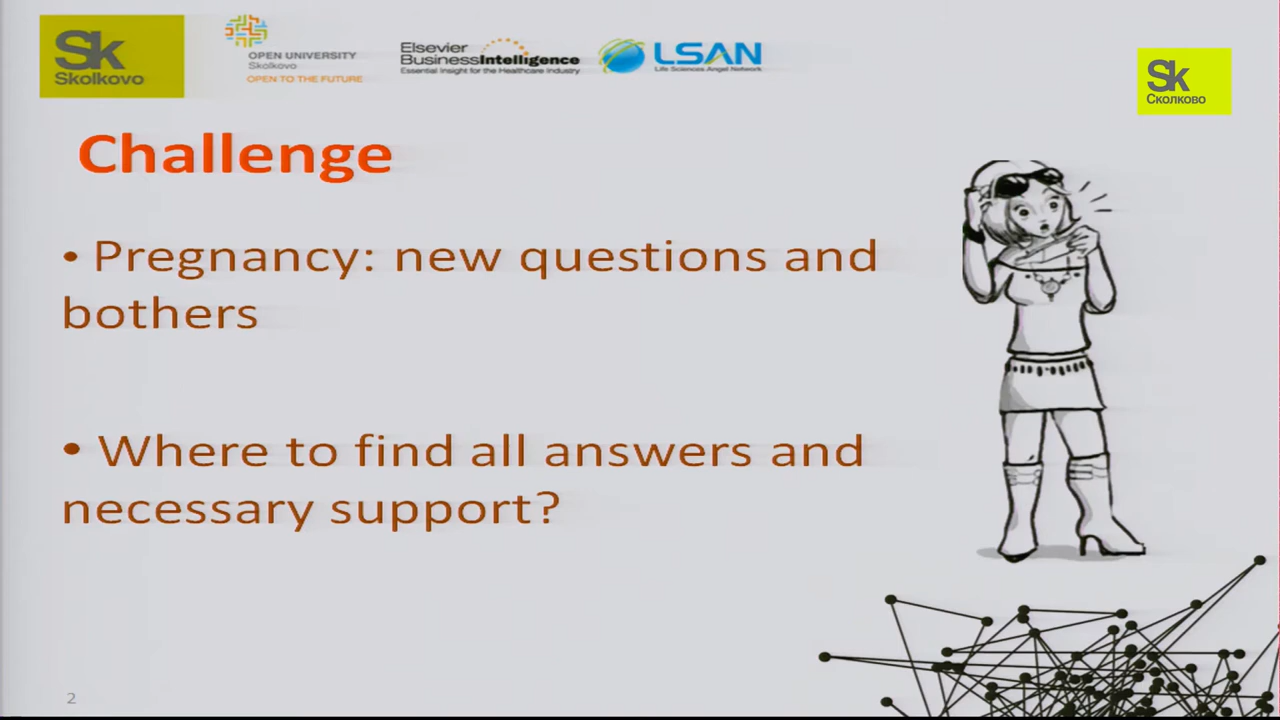 Sk
Skolkovo
OPEN UNIVERSITY
Skolkovo
OPEN TO THE FUTURE
Elsevier
BusinessIntelligence
Essential Insight for the Healthcare Industry
LSAN
Life Sciences Angel Network
Sk
Сколково
Challenge
• Pregnancy: new questions and
bothers
• Where to find all answers and
necessary support?
2